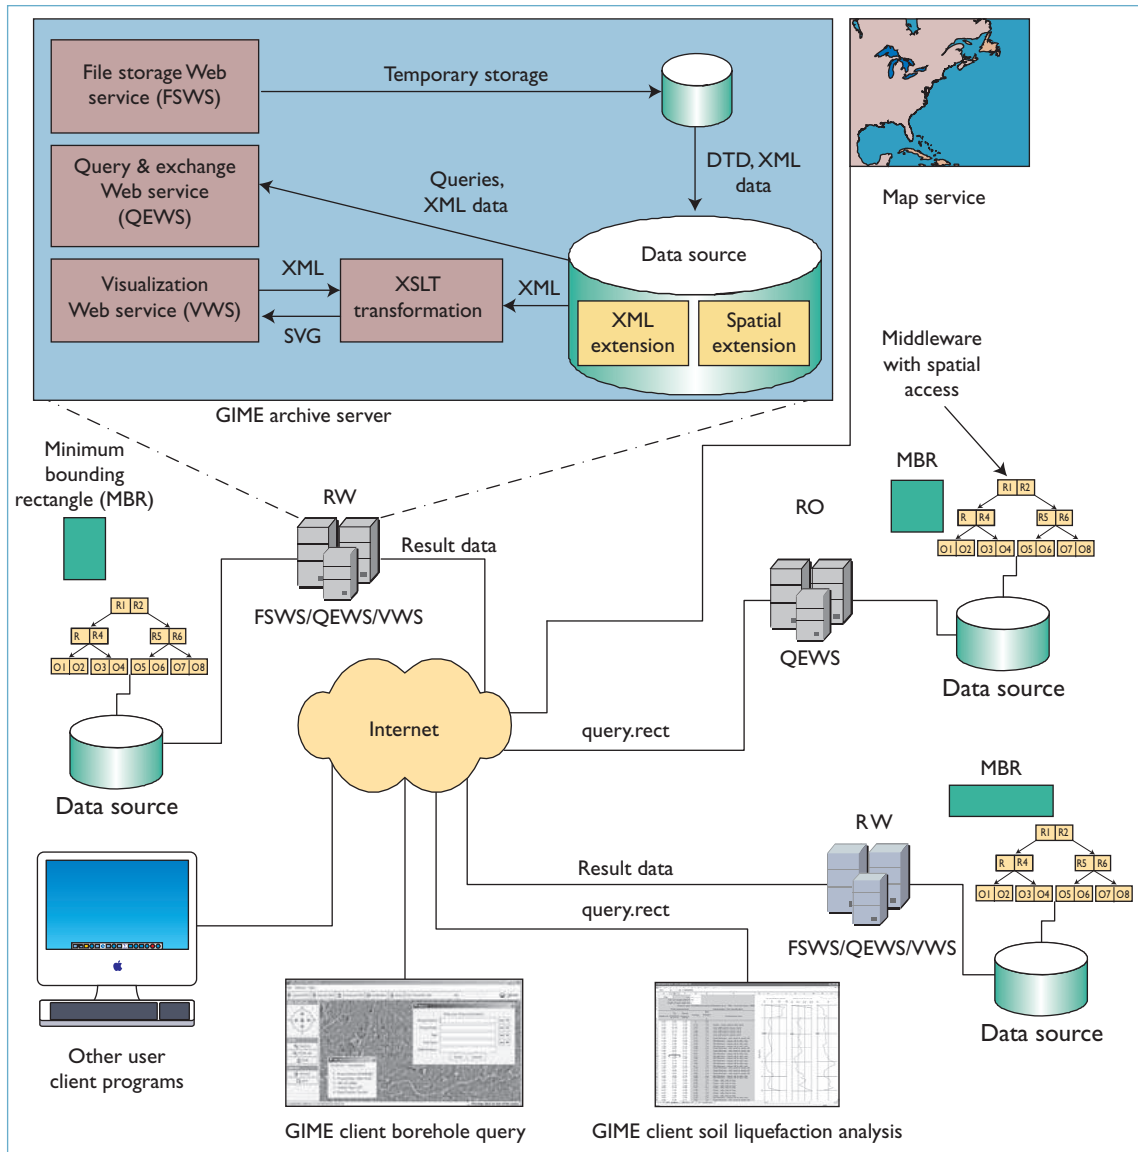 File storage Web
service (FSWS)
Temporary storage
Query & exchange
Web service
(QEWS)
Queries,
XML data
DTD, XML
data
Data source
Visualization
Web service (VWS)
XML
SVG
XSLT
transformation
XML
XML
extension
Spatial
extension
GIME archive server
Map service
Middleware
with spatial
access
Minimum
bounding
rectangle (MBR)
RW
Result data
FSWS/QEWS/VWS
R1 R2
R R4 R5 R6
O1 O2 O3 O4 O5 O6 O7 O8
Data source
MBR
RO
R1 R2
R R4 R5 R6
O1 O2 O3 O4 O5 O6 O7 O8
QEWS
Data source
Internet
query.rect
MBR
RW
R1 R2
R R4 R5 R6
O1 O2 O3 O4 O5 O6 O7 O8
Result data
query.rect
FSWS/QEWS/VWS
Data source
Other user
client programs
GIME client borehole query
GIME client soil liquefaction analysis